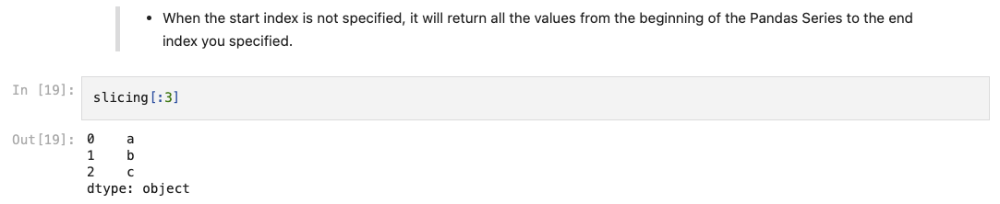 • When the start index is not specified, it will return all the values from the beginning of the Pandas Series to the end
index you specified.
In [19]: slicing[:3]
Out[19]: 0    a
1    b
2    c
dtype: object